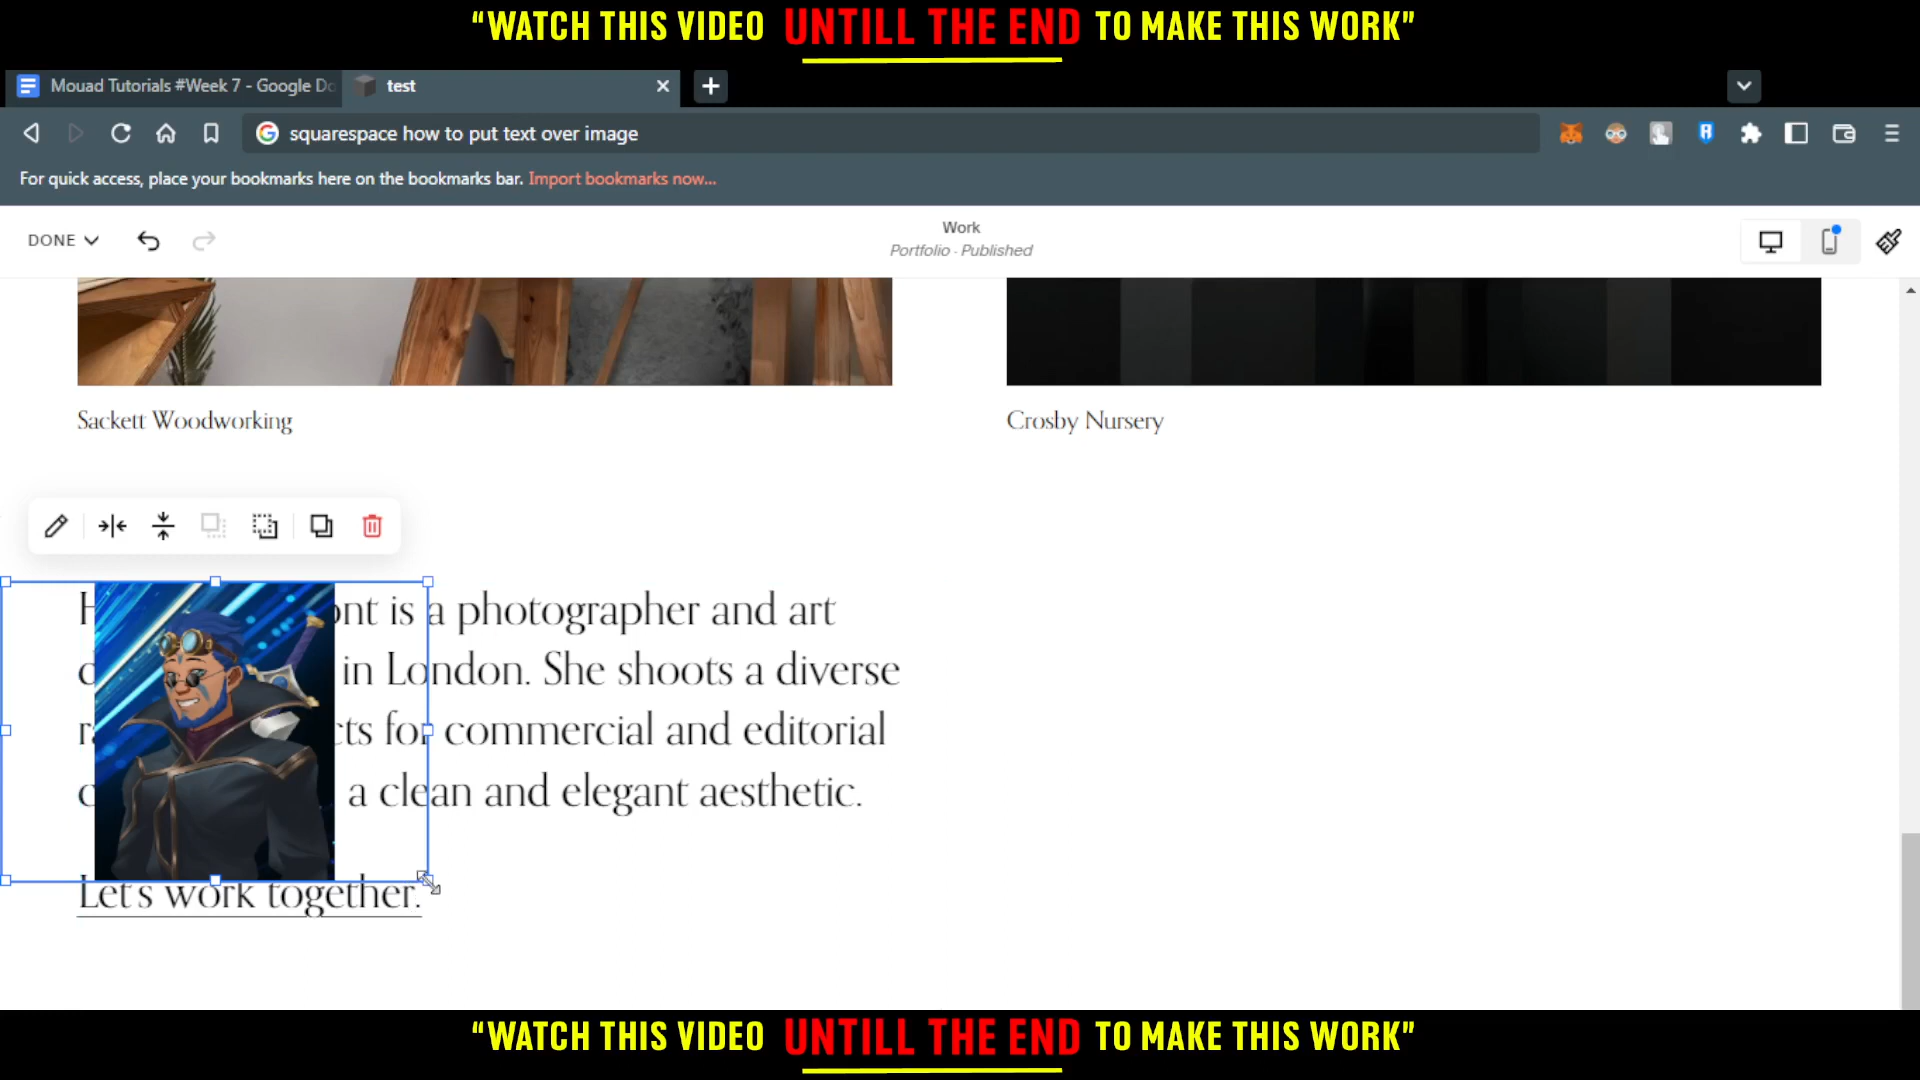 “WATCH THIS VIDEO UNTILL THE END TO MAKE THIS WORK”
Mouad Tutorials #Week 7 - Google Do
test
squarespace how to put text over image
For quick access, place your bookmarks here on the bookmarks bar. Import bookmarks now...
DONE
Work
Portfolio · Published
Sackett Woodworking
Crosby Nursery
is a photographer and art
in London. She shoots a diverse
for commercial and editorial
a clean and elegant aesthetic.
Let's work together.
“WATCH THIS VIDEO UNTILL THE END TO MAKE THIS WORK”